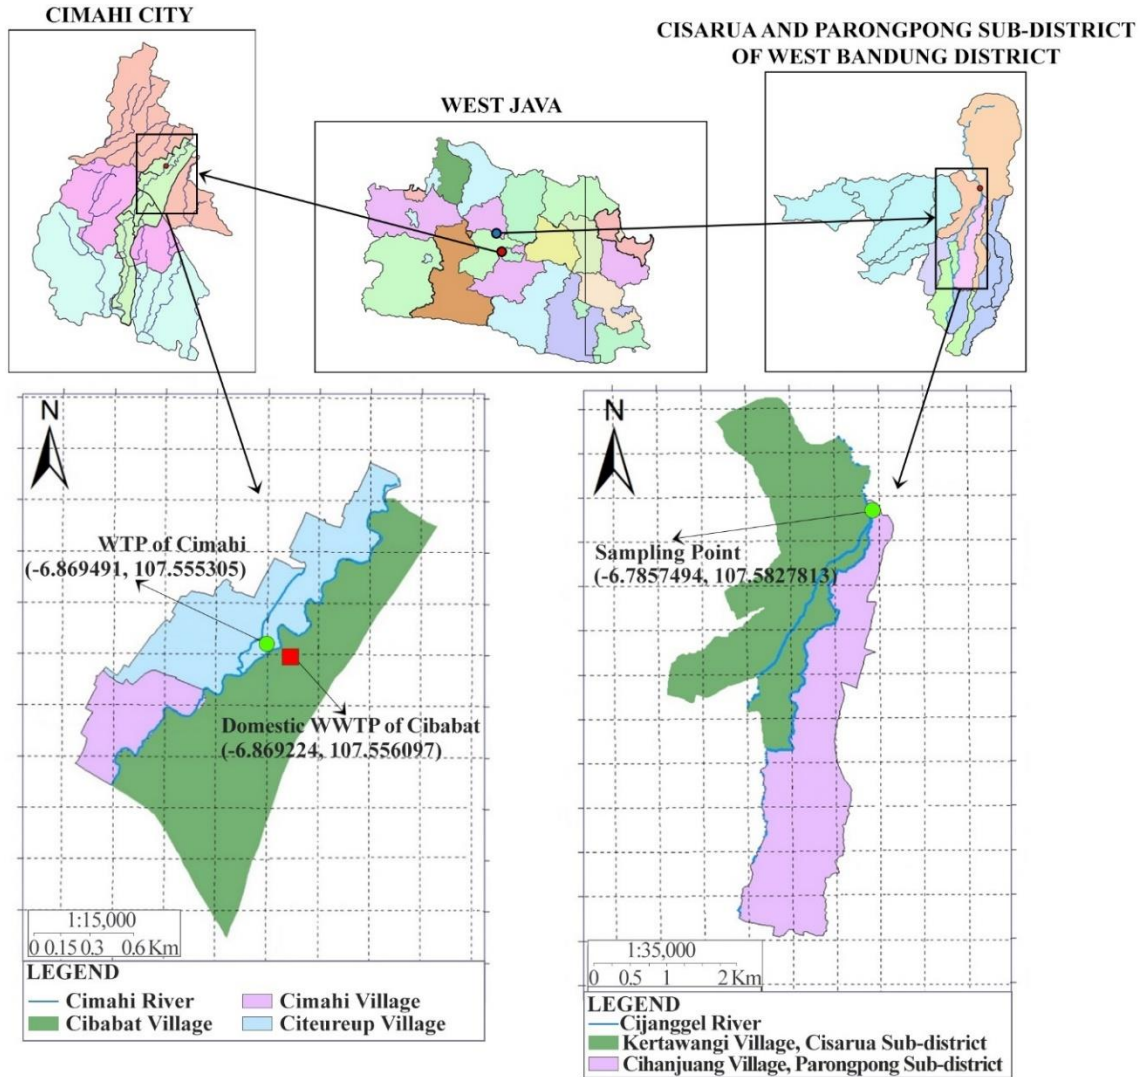 CIMAHI CITY
CISARUA AND PARONGPONG SUB-DISTRICT
OF WEST BANDUNG DISTRICT
WEST JAVA
N
WTP of Cimahi
(-6.869491, 107.555305)
Domestic WWTP of Cibabat
(-6.869224, 107.556097)
1:15,000
0 0.15 0.3 0.6 Km
LEGEND
Cimahi River
Cimahi Village
Cibabat Village
Citeureup Village
N
Sampling Point
(-6.7857494, 107.5827813)
1:35,000
0 0.5 1 2 Km
LEGEND
Cijanggel River
Kertawangi Village, Cisarua Sub-district
Cihanjuang Village, Parongpong Sub-district